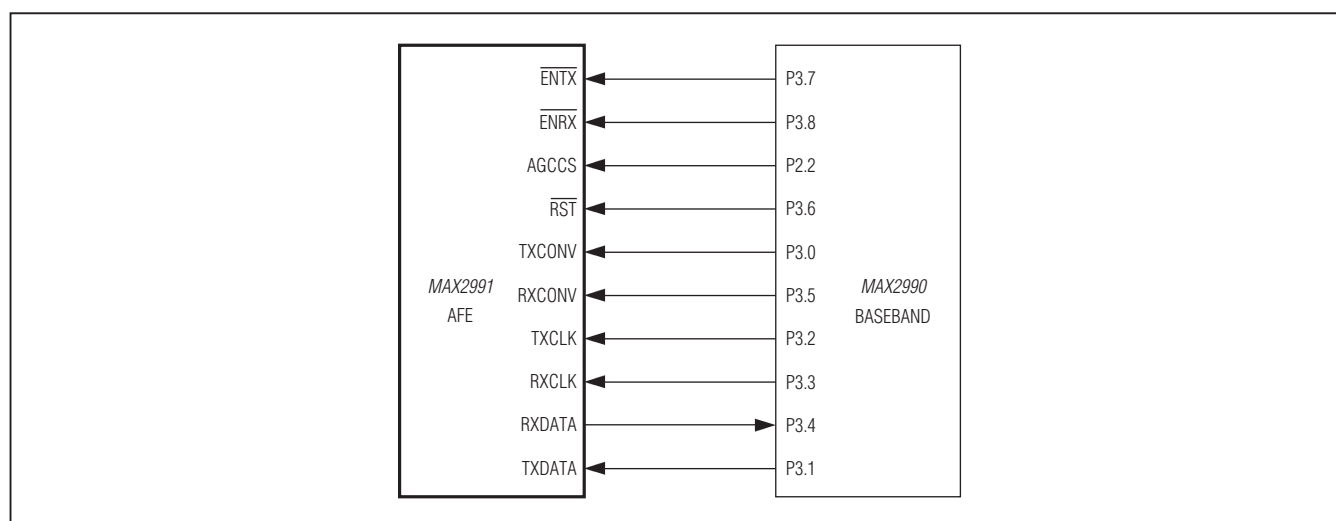 ENTX P3.7
ENRX P3.8
AGCCS P2.2
RST P3.6
TXCONV P3.0
MAX2991 RXCONV P3.5 MAX2990
AFE BASEBAND
TXCLK P3.2
RXCLK P3.3
RXDATA P3.4
TXDATA P3.1